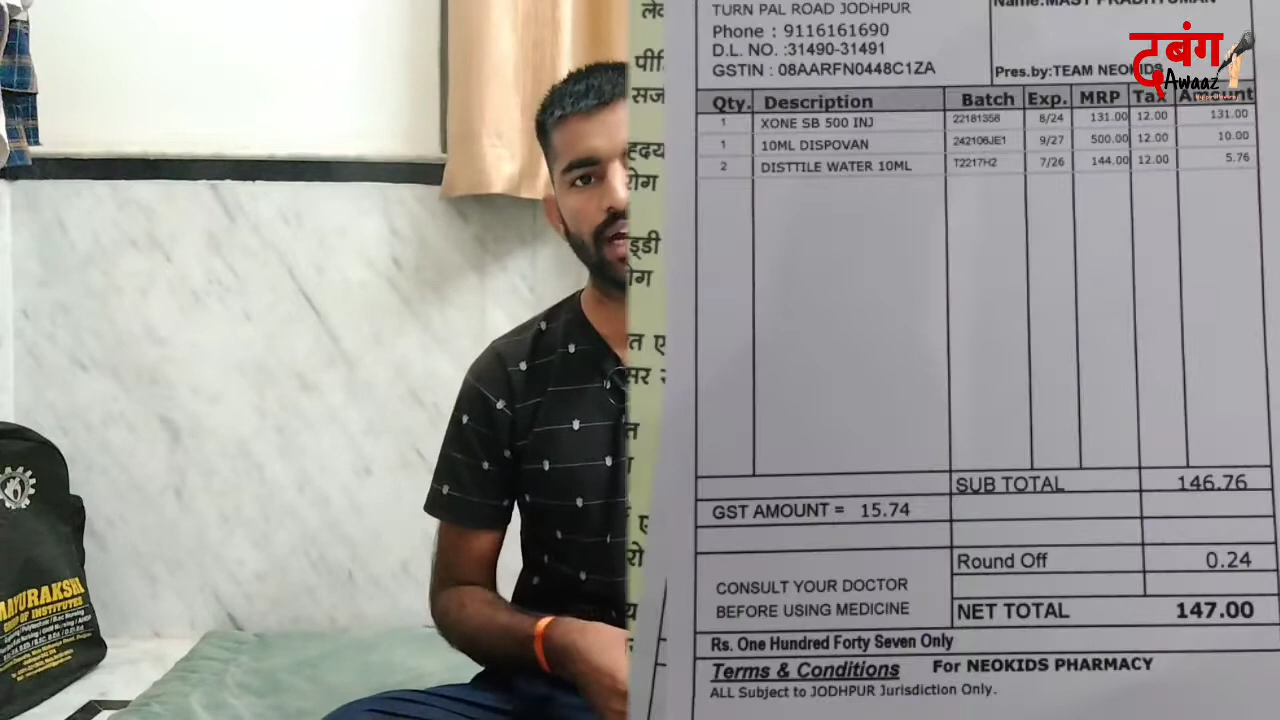 TURN PAL ROAD JODHPUR
Phone : 9116161690
D.L. NO. :31490-31491
GSTIN : 08AARFN0448C1ZA
Pres.by:TEAM NEOKIDS
दबंग
Awaaz
Qty. Description Batch Exp. MRP Tax Amount
1 XONE SB 500 INJ 22181358 8/24 131.00 12.00 131.00
1 10ML DISPOVAN 242106JE1 9/27 500.00 12.00 10.00
2 DISTTILE WATER 10ML T2217H2 7/26 144.00 12.00 5.76
SUB TOTAL 146.76
GST AMOUNT = 15.74
Round Off 0.24
CONSULT YOUR DOCTOR
BEFORE USING MEDICINE
NET TOTAL 147.00
Rs. One Hundred Forty Seven Only
Terms & Conditions For NEOKIDS PHARMACY
ALL Subject to JODHPUR Jurisdiction Only.
हृदय
रोग
MAYURAKSHI
GROUP OF INSTITUTES